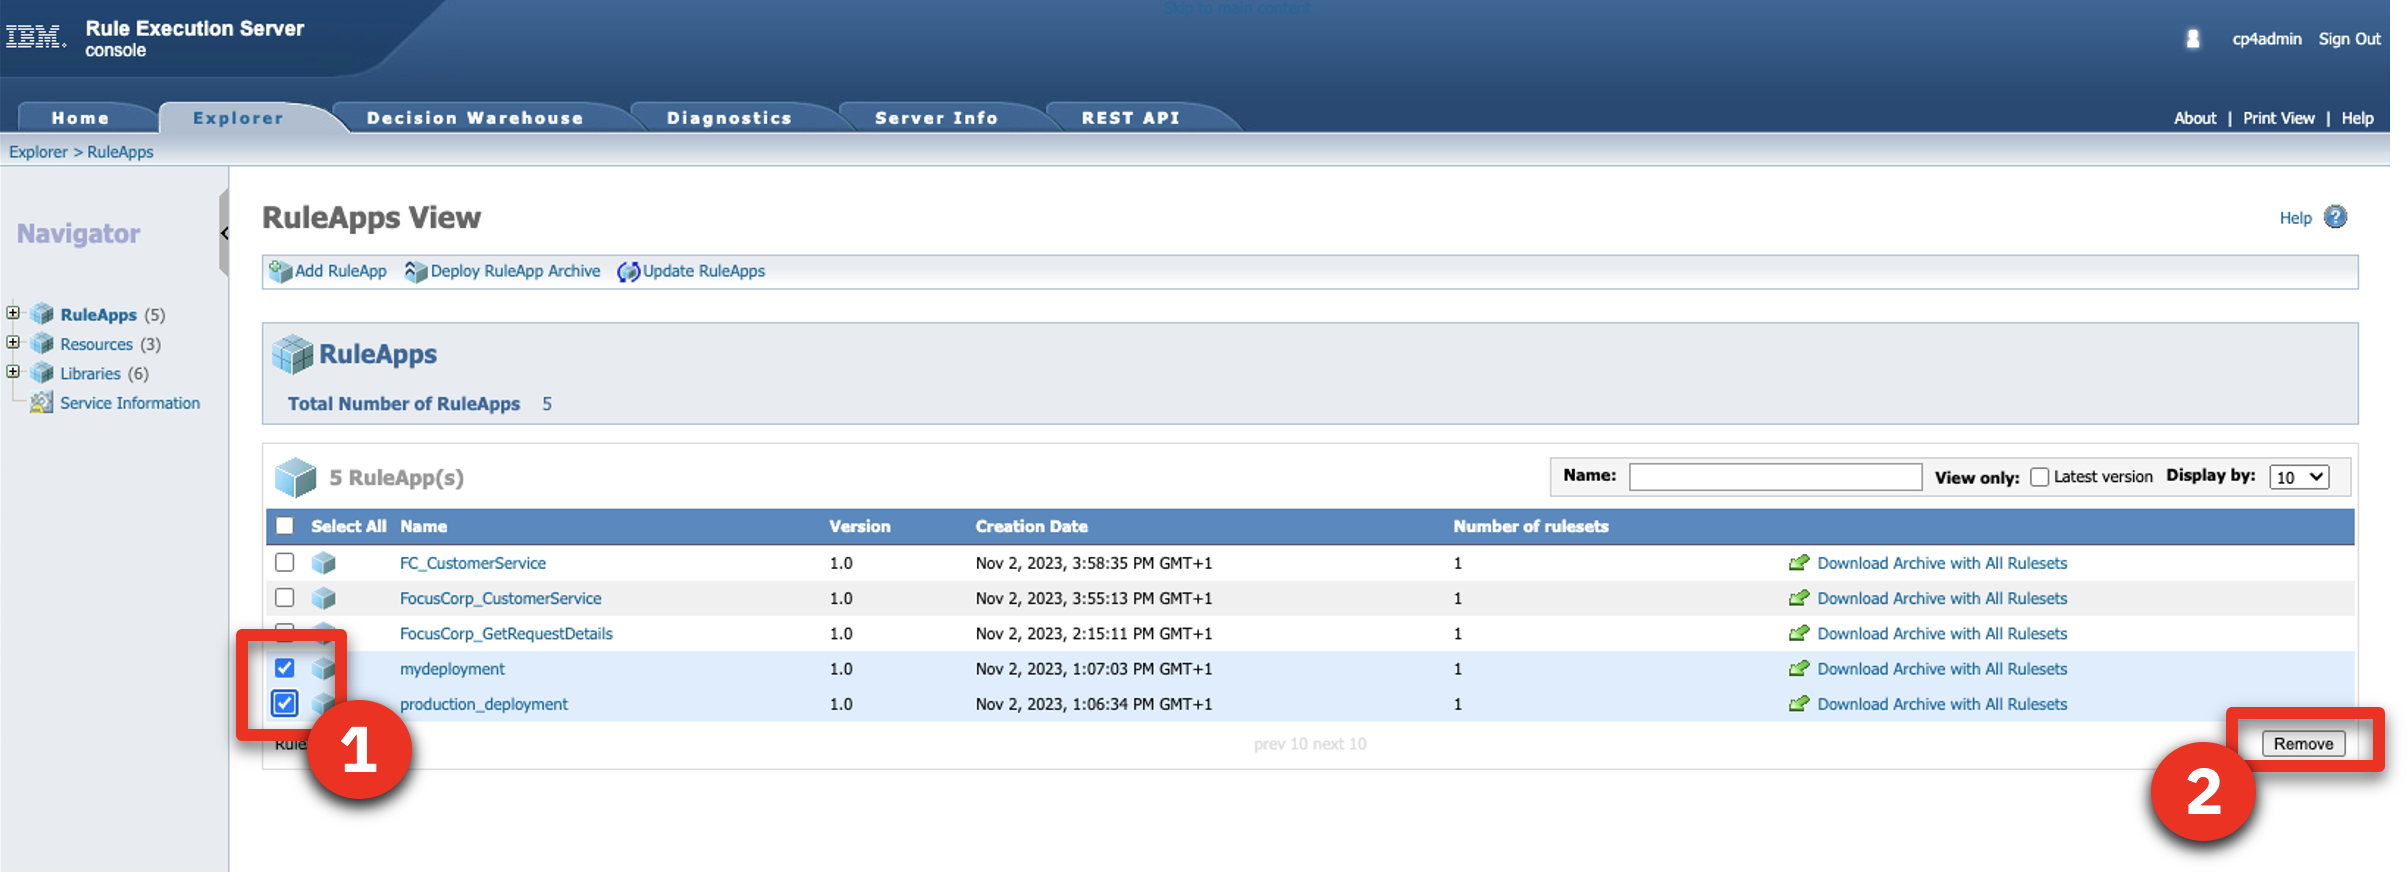 Skip to main content
IBM. Rule Execution Server
console
cp4admin Sign Out
Home Explorer Decision Warehouse Diagnostics Server Info REST API
About | Print View | Help
Explorer > RuleApps
Navigator
RuleApps (5)
Resources (3)
Libraries (6)
Service Information
RuleApps View
Help ?
Add RuleApp Deploy RuleApp Archive Update RuleApps
RuleApps
Total Number of RuleApps 5
5 RuleApp(s)
Name: View only: Latest version Display by: 10
Select All Name Version Creation Date Number of rulesets
FC_CustomerService 1.0 Nov 2, 2023, 3:58:35 PM GMT+1 1 Download Archive with All Rulesets
FocusCorp_CustomerService 1.0 Nov 2, 2023, 3:55:13 PM GMT+1 1 Download Archive with All Rulesets
FocusCorp_GetRequestDetails 1.0 Nov 2, 2023, 2:15:11 PM GMT+1 1 Download Archive with All Rulesets
mydeployment 1.0 Nov 2, 2023, 1:07:03 PM GMT+1 1 Download Archive with All Rulesets
production_deployment 1.0 Nov 2, 2023, 1:06:34 PM GMT+1 1 Download Archive with All Rulesets
prev 10 next 10
Remove
1
2